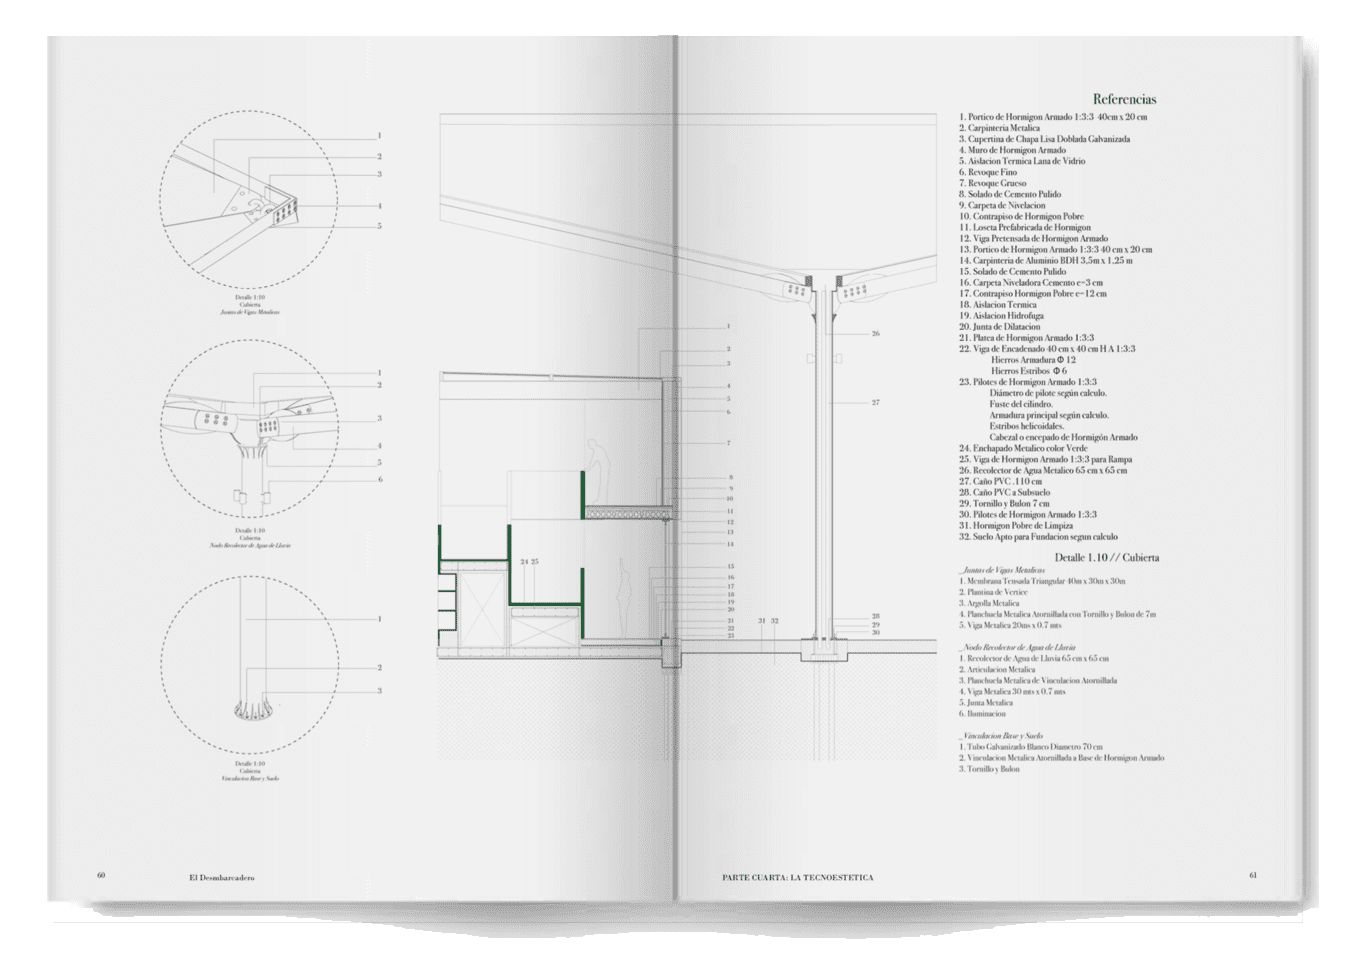 1
2
3
4
5
Detalle 1:10
Cubierta
Juntas de Vigas Metalicas
1
2
3
4
5
6
Detalle 1:10
Cubierta
Nodo Recolector de Agua de Lluvia
1
2
3
Detalle 1:10
Cubierta
Vinculacion Base y Suelo
60
El Desmbarcadero
1
2
3
4
5
6
7
8
9
10
11
12
13
14
15
16
17
18
19
20
21
22
23
24 25
31 32
26
27
28
29
30
Referencias
1. Portico de Hormigon Armado 1:3:3 40cm x 20 cm
2. Carpinteria Metalica
3. Cupertina de Chapa Lisa Doblada Galvanizada
4. Muro de Hormigon Armado
5. Aislacion Termica Lana de Vidrio
6. Revoque Fino
7. Revoque Grueso
8. Solado de Cemento Pulido
9. Carpeta de Nivelacion
10. Contrapiso de Hormigon Pobre
11. Loseta Prefabricada de Hormigon
12. Viga Pretensada de Hormigon Armado
13. Portico de Hormigon Armado 1:3:3 40 cm x 20 cm
14. Carpinteria de Aluminio BDH 3,5m x 1,25 m
15. Solado de Cemento Pulido
16. Carpeta Niveladora Cemento e=3 cm
17. Contrapiso Hormigon Pobre e=12 cm
18. Aislacion Termica
19. Aislacion Hidrofuga
20. Junta de Dilatacion
21. Platea de Hormigon Armado 1:3:3
22. Viga de Encadenado 40 cm x 40 cm H A 1:3:3
Hierros Armadura Φ 12
Hierros Estribos Φ 6
23. Pilotes de Hormigon Armado 1:3:3
Diámetro de pilote según calculo.
Fuste del cilindro.
Armadura principal según calculo.
Estribos helicoidales.
Cabezal o encepado de Hormigón Armado
24. Enchapado Metalico color Verde
25. Viga de Hormigon Armado 1:3:3 para Rampa
26. Recolector de Agua Metalico 65 cm x 65 cm
27. Caño PVC .110 cm
28. Caño PVC a Subsuelo
29. Tornillo y Bulon 7 cm
30. Pilotes de Hormigon Armado 1:3:3
31. Hormigon Pobre de Limpiza
32. Suelo Apto para Fundacion segun calculo
Detalle 1.10 // Cubierta
_Juntas de Vigas Metalicas
1. Membrana Tensada Triangular 40m x 30m x 30m
2. Plantina de Vertice
3. Argolla Metalica
4. Planchuela Metalica Atornillada con Tornillo y Bulon de 7m
5. Viga Metalica 20ms x 0.7 mts
_Nodo Recolector de Agua de Lluvia
1. Recolector de Agua de Lluvia 65 cm x 65 cm
2. Articulacion Metalica
3. Planchuela Metalica de Vinculacion Atornillada
4. Viga Metalica 30 mts x 0.7 mts
5. Junta Metalica
6. Iluminacion
_Vinculacion Base y Suelo
1. Tubo Galvanizado Blanco Diametro 70 cm
2. Vinculacion Metalica Atornillada a Base de Hormigon Armado
3. Tornillo y Bulon
PARTE CUARTA: LA TECNOESTETICA
61